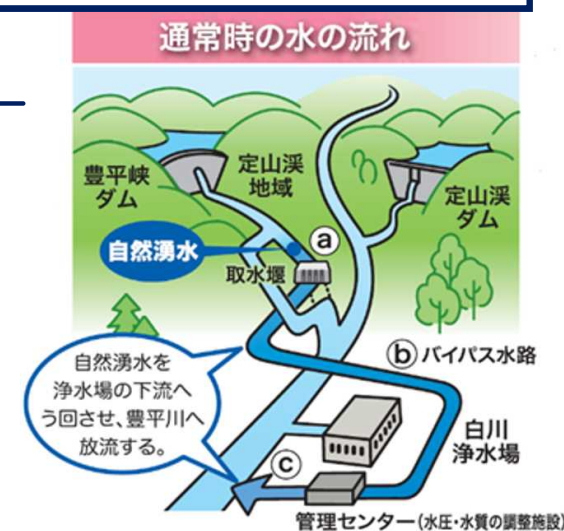 通常時の水の流れ
豊平峡
ダム
定山渓
地域
定山渓
ダム
自然湧水
ⓐ
取水堰
ⓑバイパス水路
自然湧水を
浄水場の下流へ
う回させ、豊平川へ
放流する。
白川
浄水場
ⓒ
管理センター(水圧・水質の調整施設)